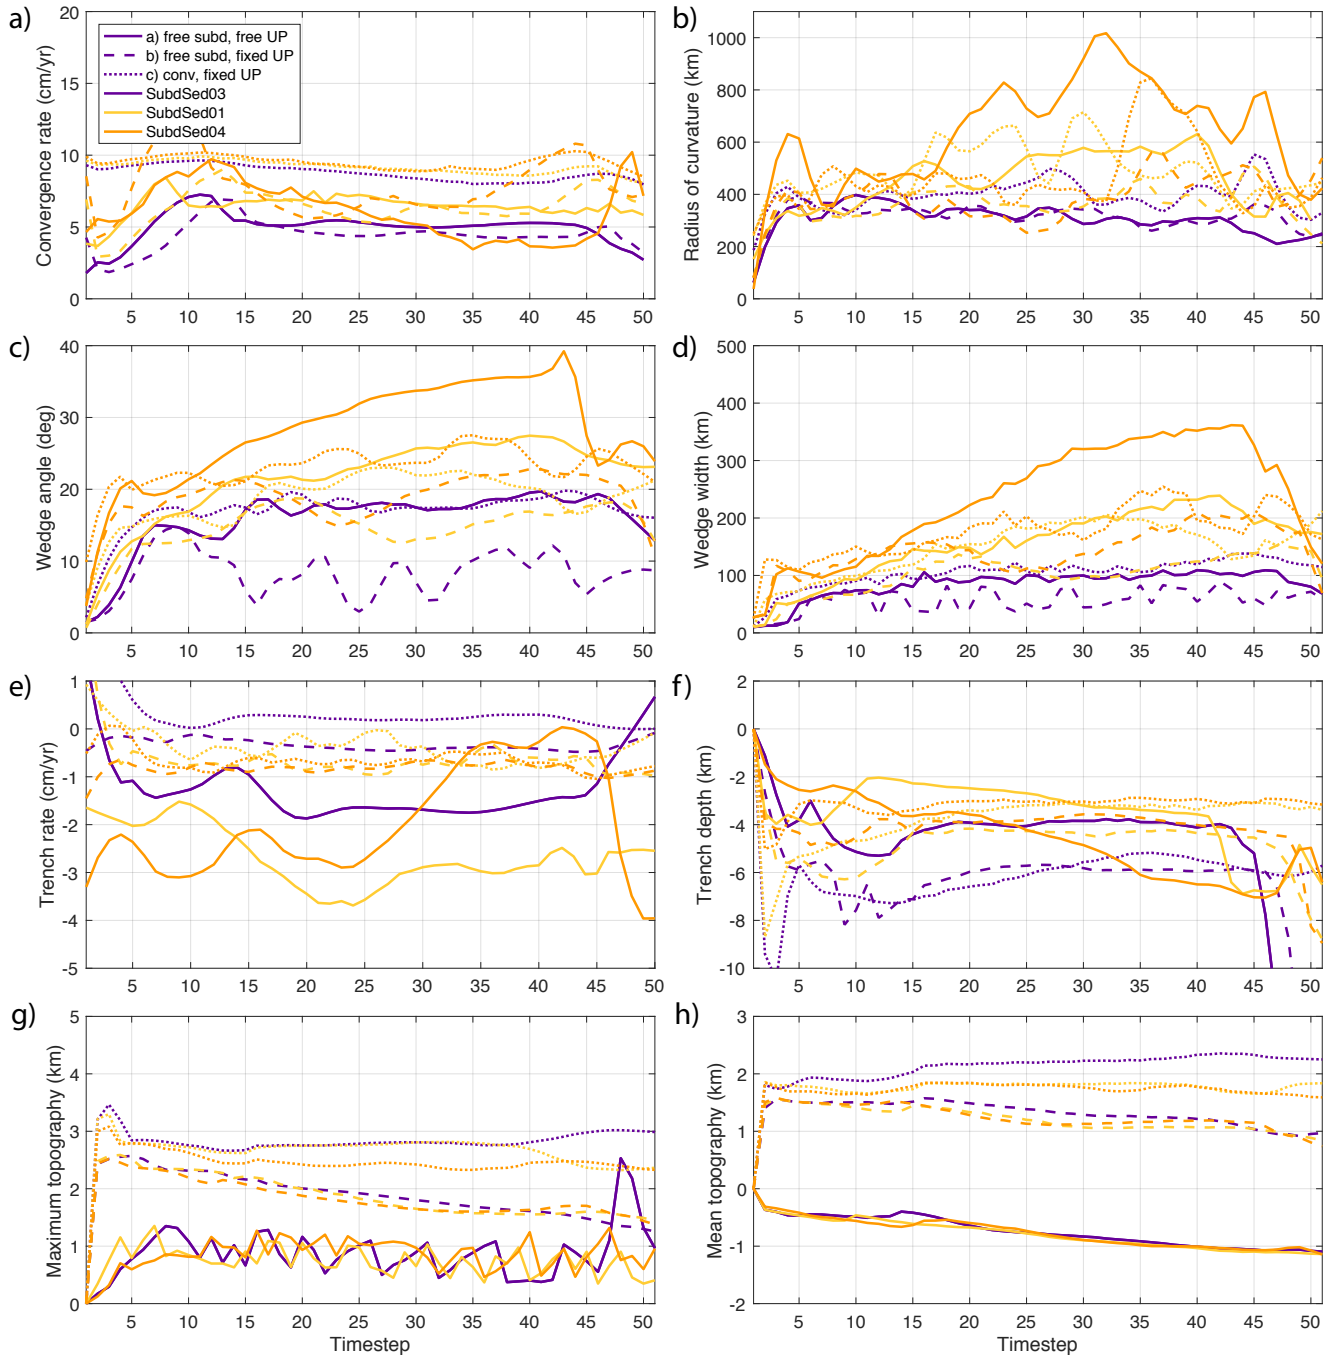 a)
Convergence rate (cm/yr)
20
15
10
5
0
a) free subd, free UP
b) free subd, fixed UP
c) conv, fixed UP
SubdSed03
SubdSed01
SubdSed04
5 10 15 20 25 30 35 40 45 50
b)
Radius of curvature (km)
1000
800
600
400
200
0
5 10 15 20 25 30 35 40 45 50
c)
Wedge angle (deg)
40
30
20
10
0
5 10 15 20 25 30 35 40 45 50
d)
Wedge width (km)
500
400
300
200
100
0
5 10 15 20 25 30 35 40 45 50
e)
Trench rate (cm/yr)
1
0
-1
-2
-3
-4
-5
5 10 15 20 25 30 35 40 45 50
f)
Trench depth (km)
2
0
-2
-4
-6
-8
-10
5 10 15 20 25 30 35 40 45 50
g)
Maximum topography (km)
5
4
3
2
1
0
5 10 15 20 25 30 35 40 45 50
Timestep
h)
Mean topography (km)
3
2
1
0
-1
-2
5 10 15 20 25 30 35 40 45 50
Timestep